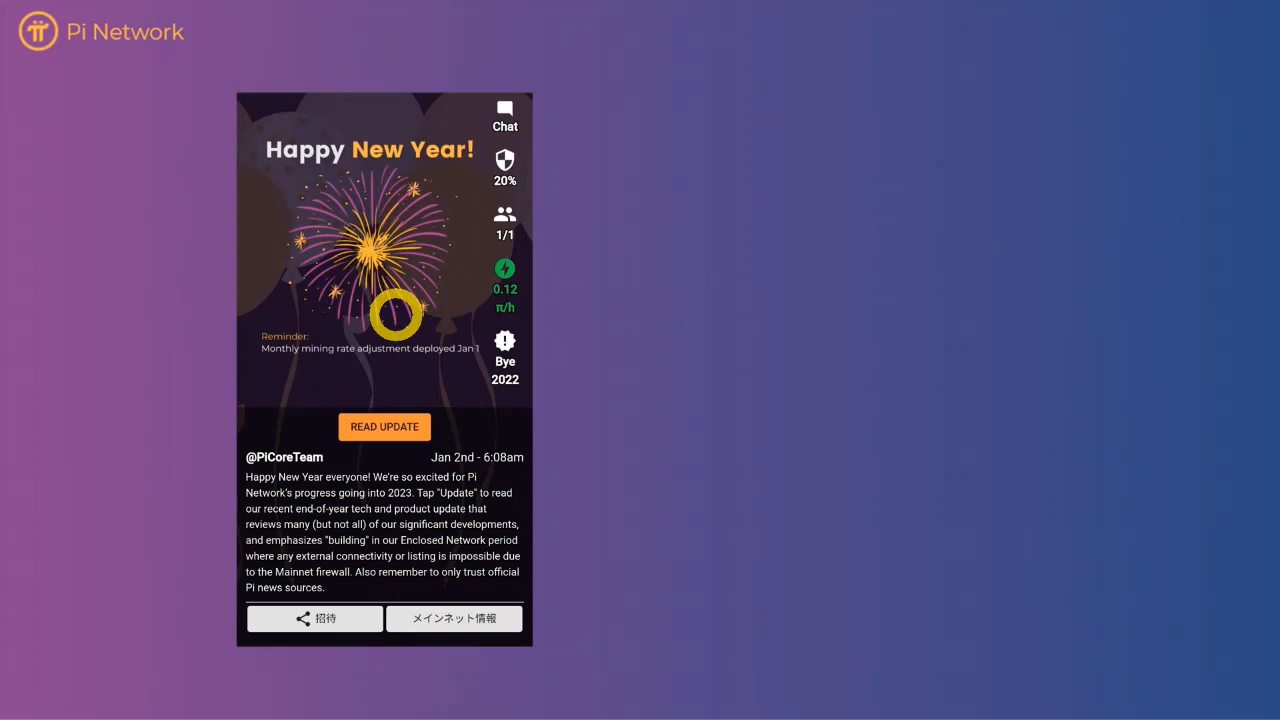 Pi Network
Chat
Happy New Year!
20%
1/1
0.12
π/h
Reminder:
Monthly mining rate adjustment deployed Jan 1
Bye
2022
READ UPDATE
@PiCoreTeam Jan 2nd - 6:08am
Happy New Year everyone! We're so excited for Pi
Network's progress going into 2023. Tap "Update" to read
our recent end-of-year tech and product update that
reviews many (but not all) of our significant developments,
and emphasizes "building" in our Enclosed Network period
where any external connectivity or listing is impossible due
to the Mainnet firewall. Also remember to only trust official
Pi news sources.
招待 メインネット情報